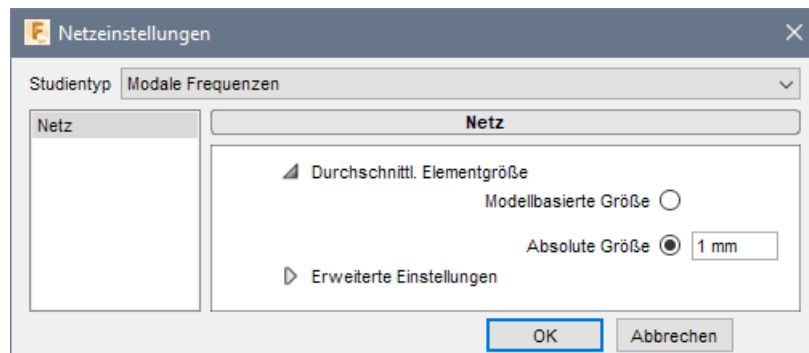 Netzeinstellungen
Studientyp Modale Frequenzen
Netz
Netz
Durchschnittl. Elementgröße
Modellbasierte Größe
Absolute Größe 1 mm
Erweiterte Einstellungen
OK Abbrechen